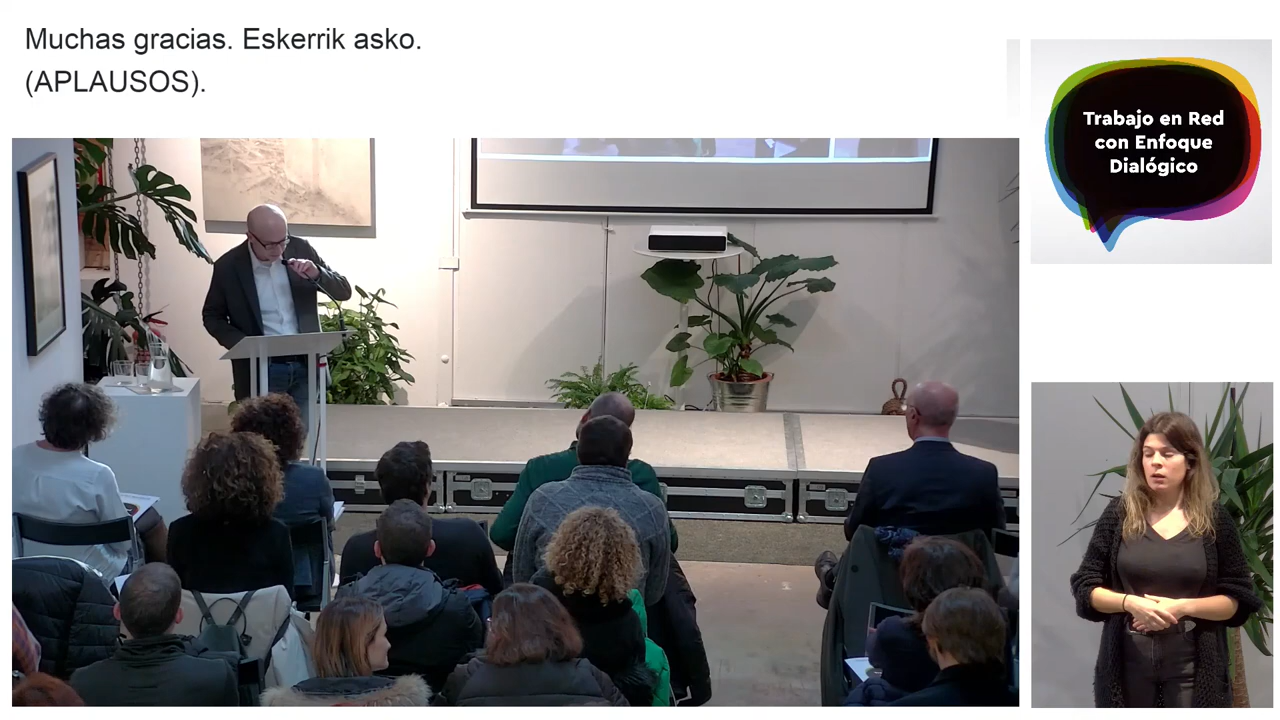 Muchas gracias. Eskerrik asko.
(APLAUSOS).
Trabajo en Red
con Enfoque
Dialógico